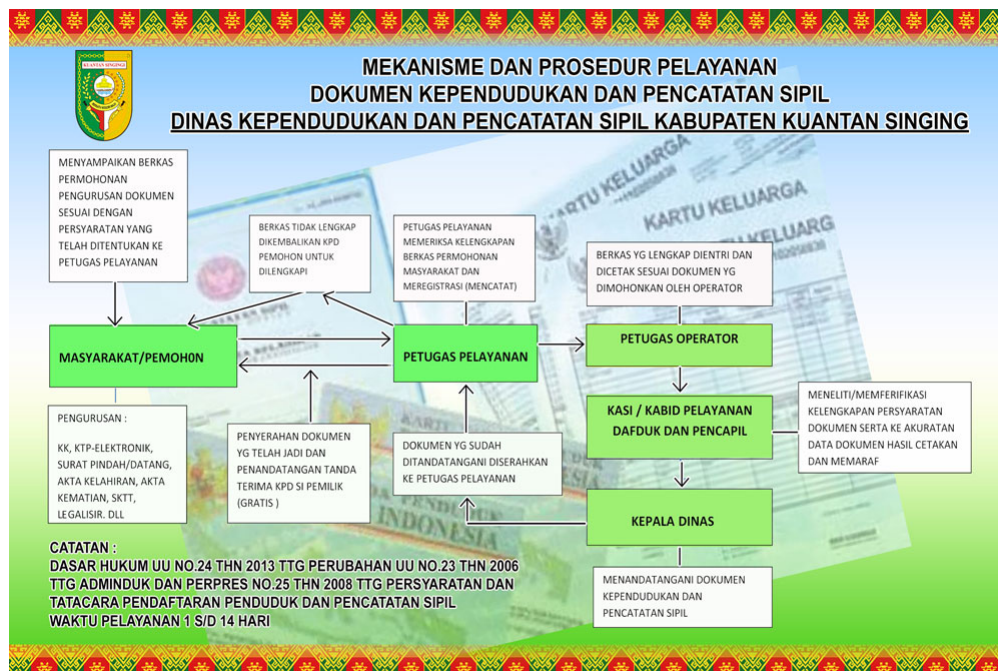 KUANTAN SINGINGI
MEKANISME DAN PROSEDUR PELAYANAN
DOKUMEN KEPENDUDUKAN DAN PENCATATAN SIPIL
DINAS KEPENDUDUKAN DAN PENCATATAN SIPIL KABUPATEN KUANTAN SINGING
MENYAMPAIKAN BERKAS
PERMOHONAN
PENGURUSAN DOKUMEN
SESUAI DENGAN
PERSYARATAN YANG
TELAH DITENTUKAN KE
PETUGAS PELAYANAN
BERKAS TIDAK LENGKAP
DIKEMBALIKAN KPD
PEMOHON UNTUK
DILENGKAPI
PETUGAS PELAYANAN
MEMERIKSA KELENGKAPAN
BERKAS PERMOHONAN
MASYARAKAT DAN
MEREGISTRASI (MENCATAT)
BERKAS YG LENGKAP DIENTRI DAN
DICETAK SESUAI DOKUMEN YG
DIMOHONKAN OLEH OPERATOR
KARTU KELUARGA
KARTU KELUARGA
MASYARAKAT/PEMOH0N
PETUGAS PELAYANAN
PETUGAS OPERATOR
KASI / KABID PELAYANAN
DAFDUK DAN PENCAPIL
MENELITI/MEMFERIFIKASI
KELENGKAPAN PERSYARATAN
DOKUMEN SERTA KE AKURATAN
DATA DOKUMEN HASIL CETAKAN
DAN MEMARAF
PENGURUSAN :
KK, KTP-ELEKTRONIK,
SURAT PINDAH/DATANG,
AKTA KELAHIRAN, AKTA
KEMATIAN, SKTT,
LEGALISIR. DLL
PENYERAHAN DOKUMEN
YG TELAH JADI DAN
PENANDATANGAN TANDA
TERIMA KPD SI PEMILIK
(GRATIS )
DOKUMEN YG SUDAH
DITANDATANGANI DISERAHKAN
KE PETUGAS PELAYANAN
KEPALA DINAS
INDONESIA
MENANDATANGANI DOKUMEN
KEPENDUDUKAN DAN
PENCATATAN SIPIL
CATATAN :
DASAR HUKUM UU NO.24 THN 2013 TTG PERUBAHAN UU NO.23 THN 2006
TTG ADMINDUK DAN PERPRES NO.25 THN 2008 TTG PERSYARATAN DAN
TATACARA PENDAFTARAN PENDUDUK DAN PENCATATAN SIPIL
WAKTU PELAYANAN 1 S/D 14 HARI